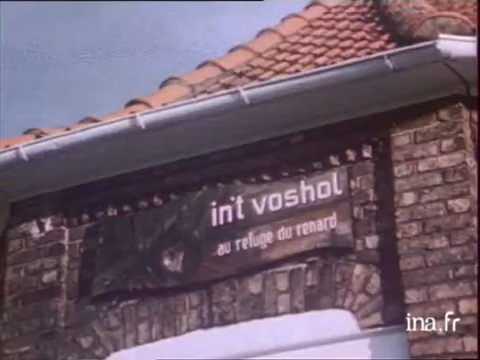 in't voshol
au refuge du renard
ina.fr